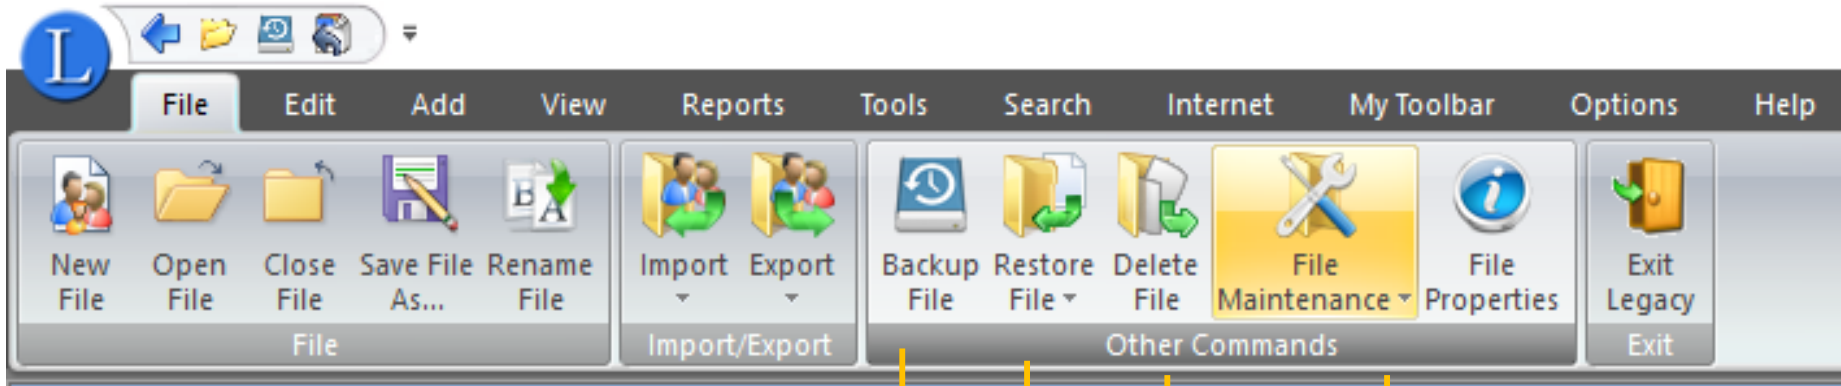 L
File Edit Add View Reports Tools Search Internet My Toolbar Options Help
New Open Close Save File Rename Import Export Backup Restore Delete File File Exit
File File File As... File File File File Maintenance Properties Legacy
File Import/Export Other Commands Exit